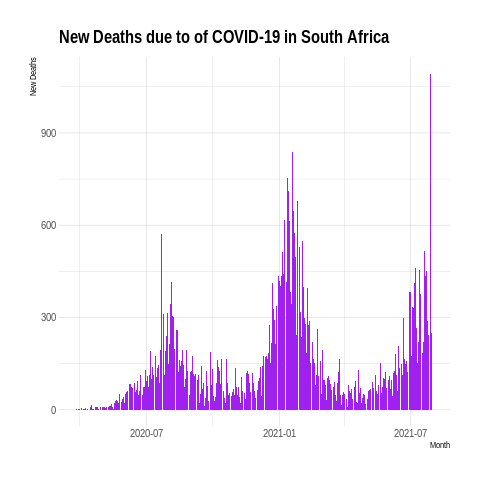 New Deaths due to of COVID-19 in South Africa
New Deaths
900
600
300
0
2020-07
2021-01
2021-07
Month